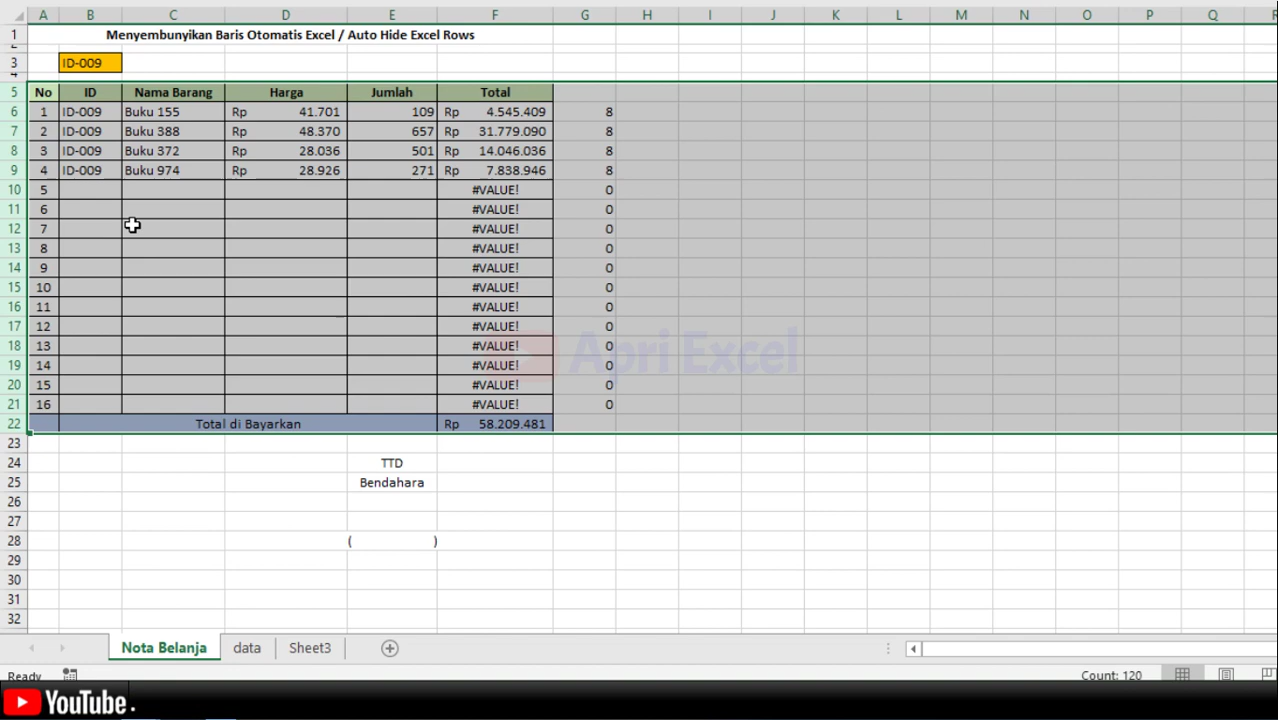 A B C D E F G H I J K L M N O P Q R
1 Menyembunyikan Baris Otomatis Excel / Auto Hide Excel Rows
2
3 ID-009
4
5 No ID Nama Barang Harga Jumlah Total
6 1 ID-009 Buku 155 Rp 41.701 109 Rp 4.545.409 8
7 2 ID-009 Buku 388 Rp 48.370 657 Rp 31.779.090 8
8 3 ID-009 Buku 372 Rp 28.036 501 Rp 14.046.036 8
9 4 ID-009 Buku 974 Rp 28.926 271 Rp 7.838.946 8
10 5 #VALUE! 0
11 6 #VALUE! 0
12 7 #VALUE! 0
13 8 #VALUE! 0
14 9 #VALUE! 0
15 10 #VALUE! 0
16 11 #VALUE! 0
17 12 #VALUE! 0
18 13 #VALUE! 0
Apri Excel
19 14 #VALUE! 0
20 15 #VALUE! 0
21 16 #VALUE! 0
22 Total di Bayarkan Rp 58.209.481
23
24 TTD
25 Bendahara
26
27
28 ( )
29
30
31
32
Nota Belanja data Sheet3
Ready Count: 120
YouTube .